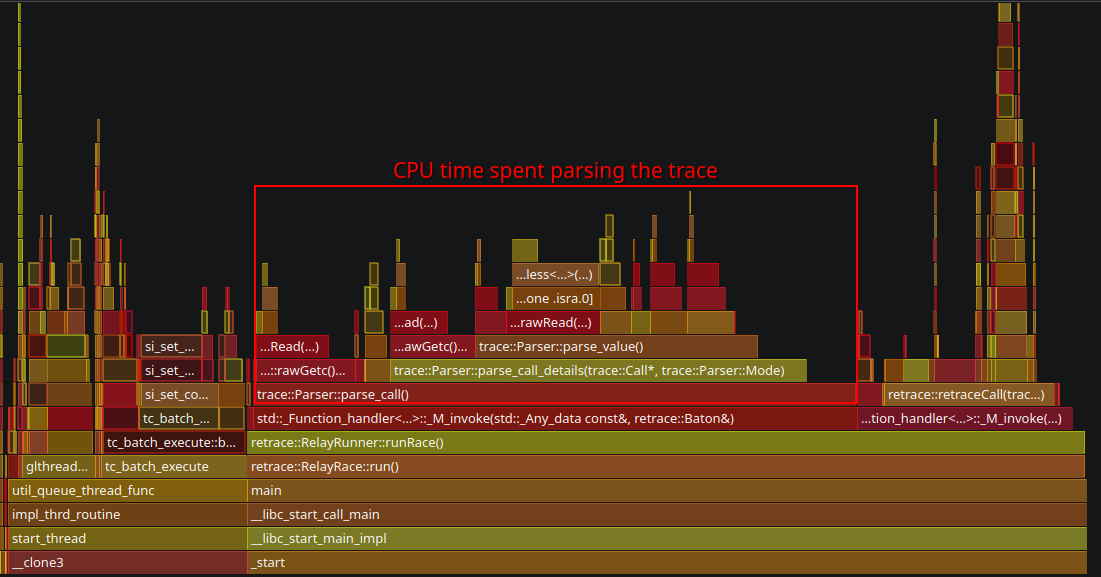 CPU time spent parsing the trace
...less<...>(...)
...one .isra.0]
...ad(...)
...rawRead(...)
si_set_...
...Read(...)
...awGetc()...
trace::Parser::parse_value()
si_set_...
...::rawGetc()...
trace::Parser::parse_call_details(trace::Call*, trace::Parser::Mode)
si_set_co...
trace::Parser::parse_call()
retrace::retraceCall(trac...)
tc_batch_...
std::_Function_handler<...>::_M_invoke(std::_Any_data const&, retrace::Baton&)
...tion_handler<...>::_M_invoke(...)
tc_batch_execute::b...
retrace::RelayRunner::runRace()
glthread...
tc_batch_execute
retrace::RelayRace::run()
util_queue_thread_func
main
impl_thrd_routine
__libc_start_call_main
start_thread
__libc_start_main_impl
__clone3
_start